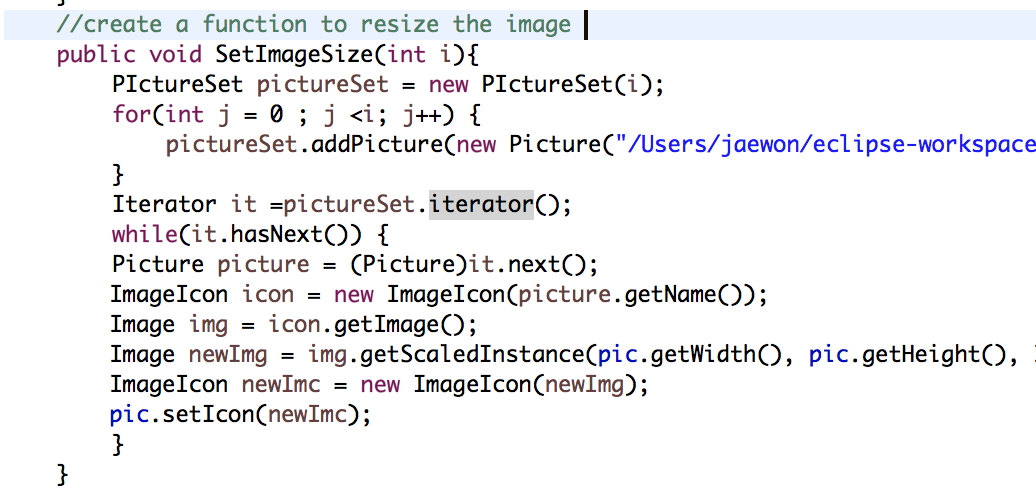 }
//create a function to resize the image
public void SetImageSize(int i){
PIctureSet pictureSet = new PIctureSet(i);
for(int j = 0 ; j <i; j++) {
pictureSet.addPicture(new Picture("/Users/jaewon/eclipse-workspace
}
Iterator it =pictureSet.iterator();
while(it.hasNext()) {
Picture picture = (Picture)it.next();
ImageIcon icon = new ImageIcon(picture.getName());
Image img = icon.getImage();
Image newImg = img.getScaledInstance(pic.getWidth(), pic.getHeight(),
ImageIcon newImc = new ImageIcon(newImg);
pic.setIcon(newImc);
}
}